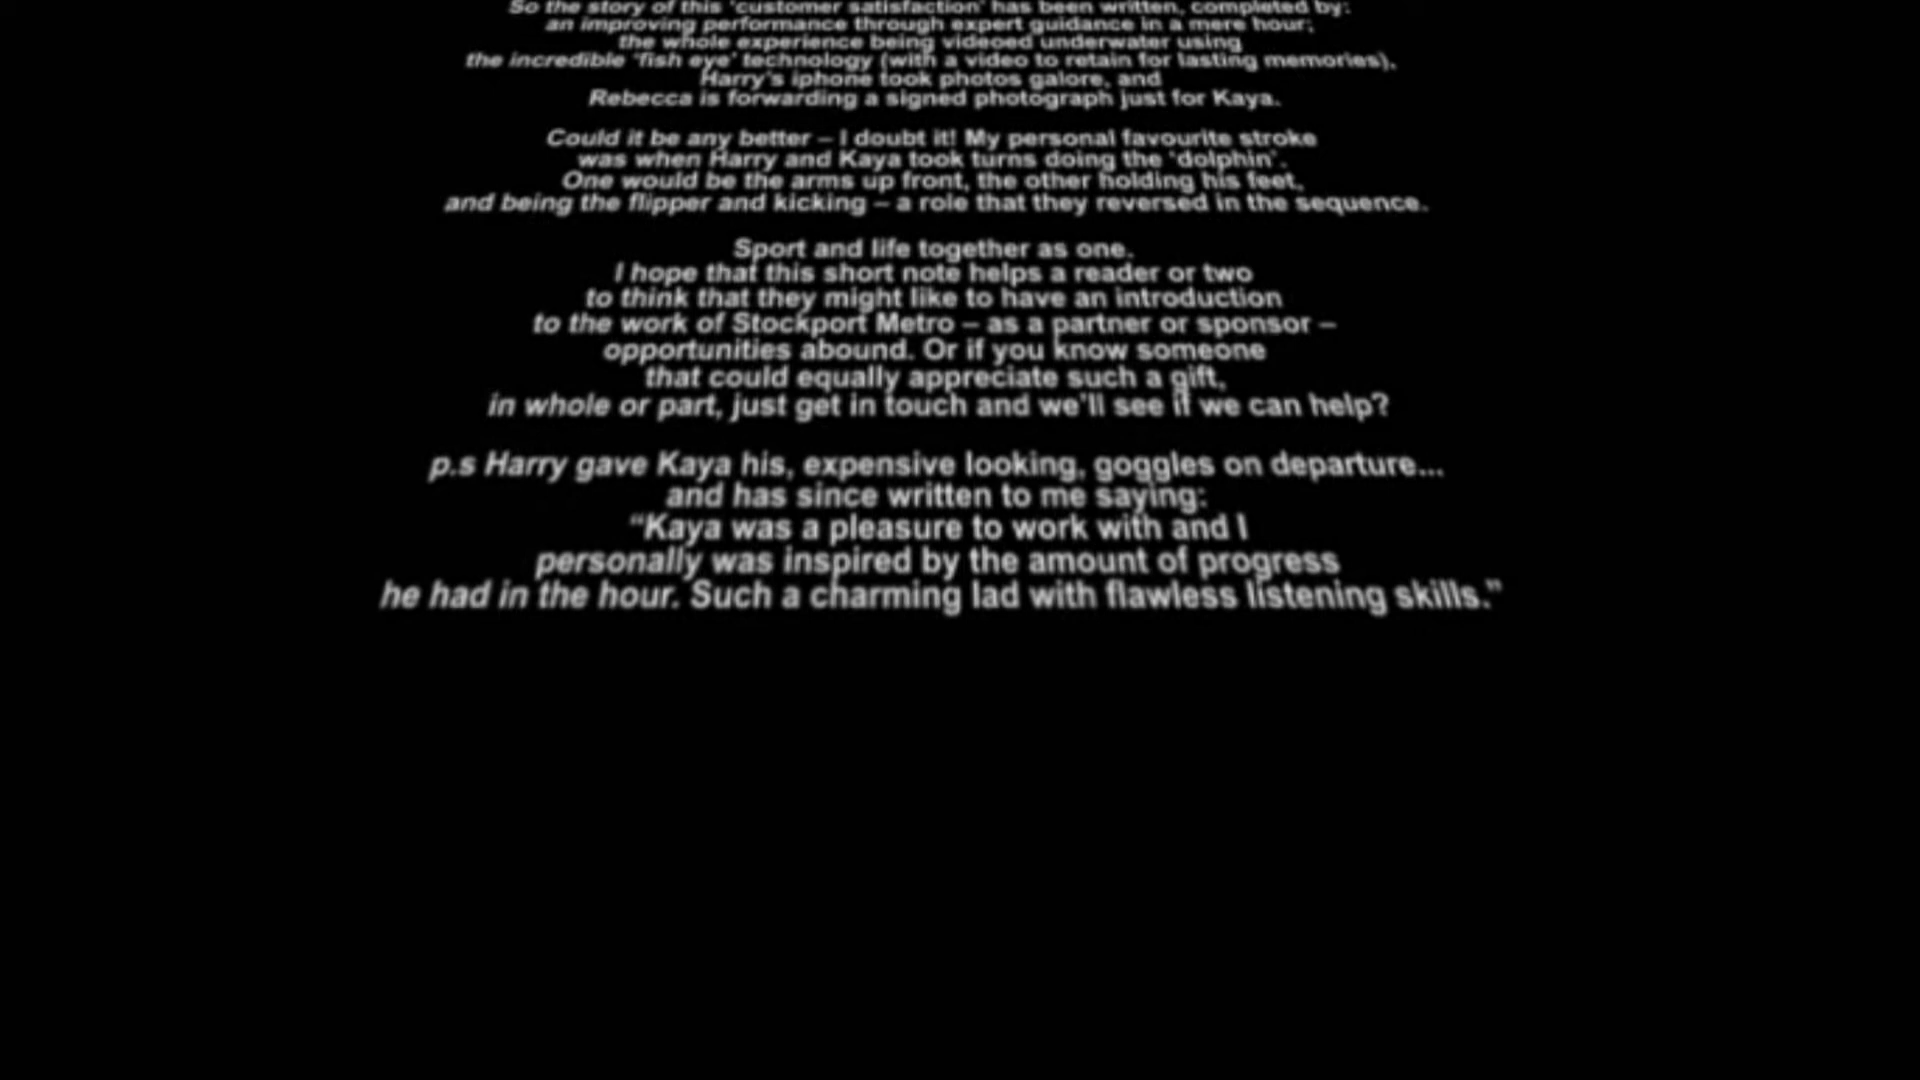 So the story of this 'customer satisfaction' has been written, completed by:
an improving performance through expert guidance in a mere hour;
the whole experience being videoed underwater using
the incredible 'fish eye' technology (with a video to retain for lasting memories),
Harry's iphone took photos galore, and
Rebecca is forwarding a signed photograph just for Kaya.
Could it be any better – I doubt it! My personal favourite stroke
was when Harry and Kaya took turns doing the 'dolphin'.
One would be the arms up front, the other holding his feet,
and being the flipper and kicking – a role that they reversed in the sequence.
Sport and life together as one.
I hope that this short note helps a reader or two
to think that they might like to have an introduction
to the work of Stockport Metro – as a partner or sponsor –
opportunities abound. Or if you know someone
that could equally appreciate such a gift,
in whole or part, just get in touch and we'll see if we can help?
p.s Harry gave Kaya his, expensive looking, goggles on departure...
and has since written to me saying:
“Kaya was a pleasure to work with and I
personally was inspired by the amount of progress
he had in the hour. Such a charming lad with flawless listening skills.”